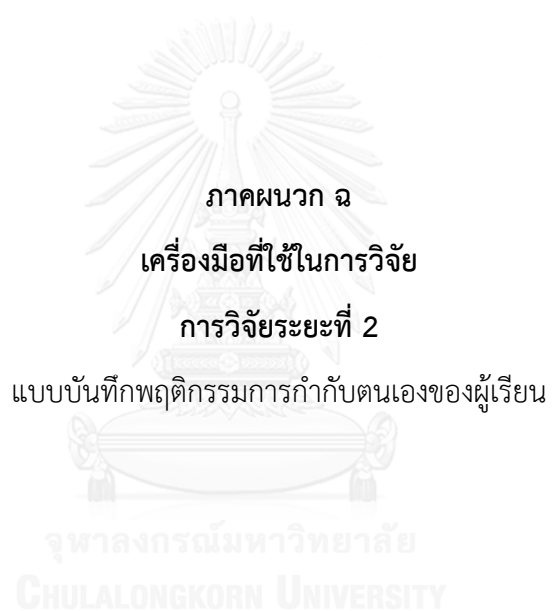 ภาคผนวก ฉ
เครื่องมือที่ใช้ในการวิจัย
การวิจัยระยะที่ 2
แบบบันทึกพฤติกรรมการกำกับตนเองของผู้เรียน
จุฬาลงกรณ์มหาวิทยาลัย
CHULALONGKORN UNIVERSITY